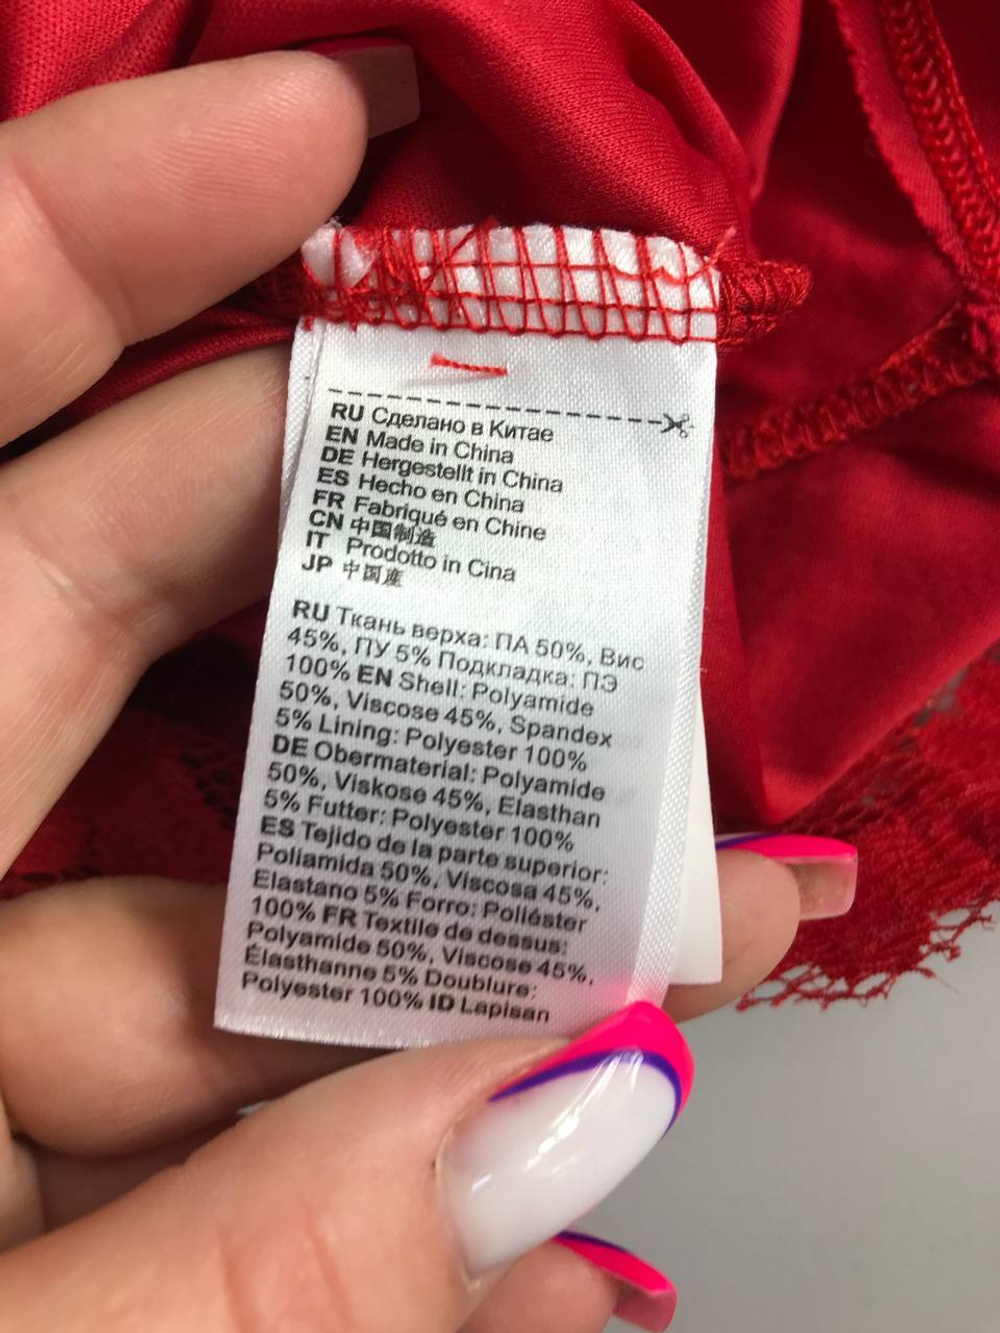 RU Сделано в Китае
EN Made in China
DE Hergestellt in China
ES Hecho en China
FR Fabriqué en Chine
CN 中国制造
IT Prodotto in Cina
JP 中国産
RU Ткань верха: ПА 50%, Вис
45%, ПУ 5% Подкладка: ПЭ
100% EN Shell: Polyamide
50%, Viscose 45%, Spandex
5% Lining: Polyester 100%
DE Obermaterial: Polyamide
50%, Viskose 45%, Elasthan
5% Futter: Polyester 100%
ES Tejido de la parte superior:
Poliamida 50%, Viscosa 45%,
Elastano 5% Forro: Poliéster
100% FR Textile de dessus:
Polyamide 50%, Viscose 45%,
Élasthanne 5% Doublure:
Polyester 100% ID Lapisan